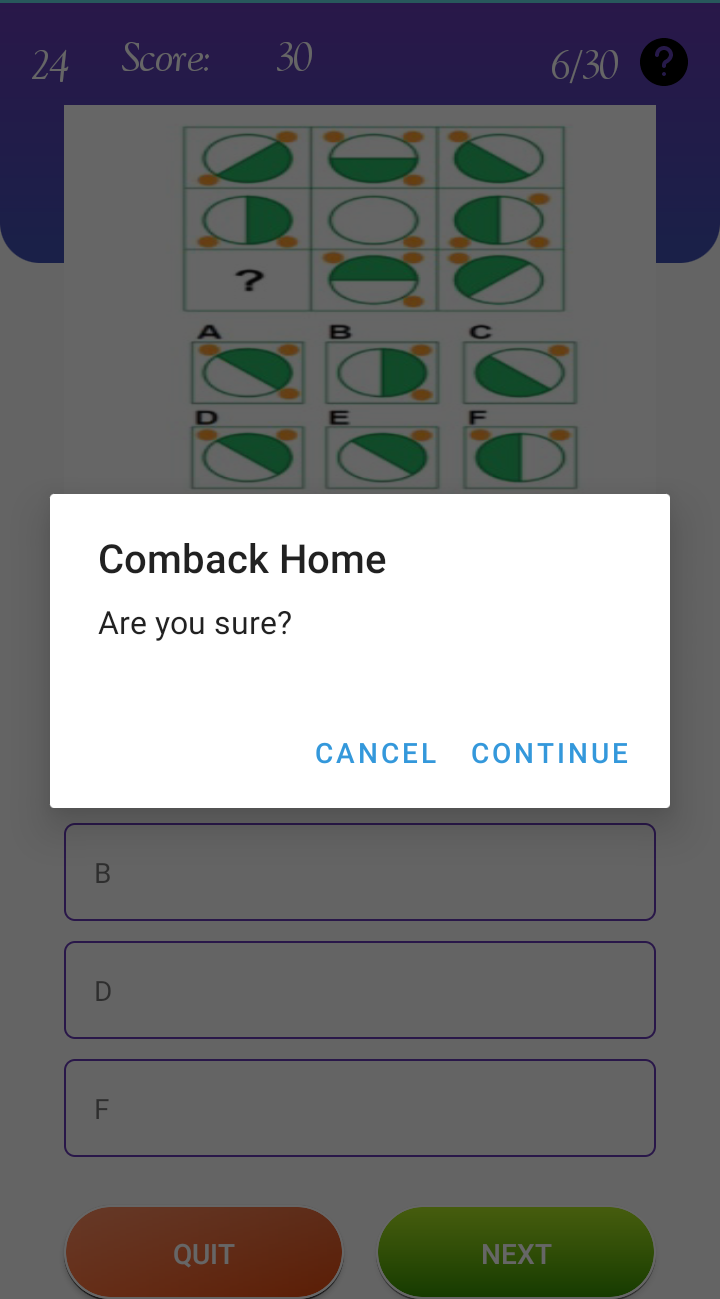 24 Score: 30 6/30 ?
?
A B C
D E F
Comback Home
Are you sure?
CANCEL CONTINUE
B
D
F
QUIT NEXT